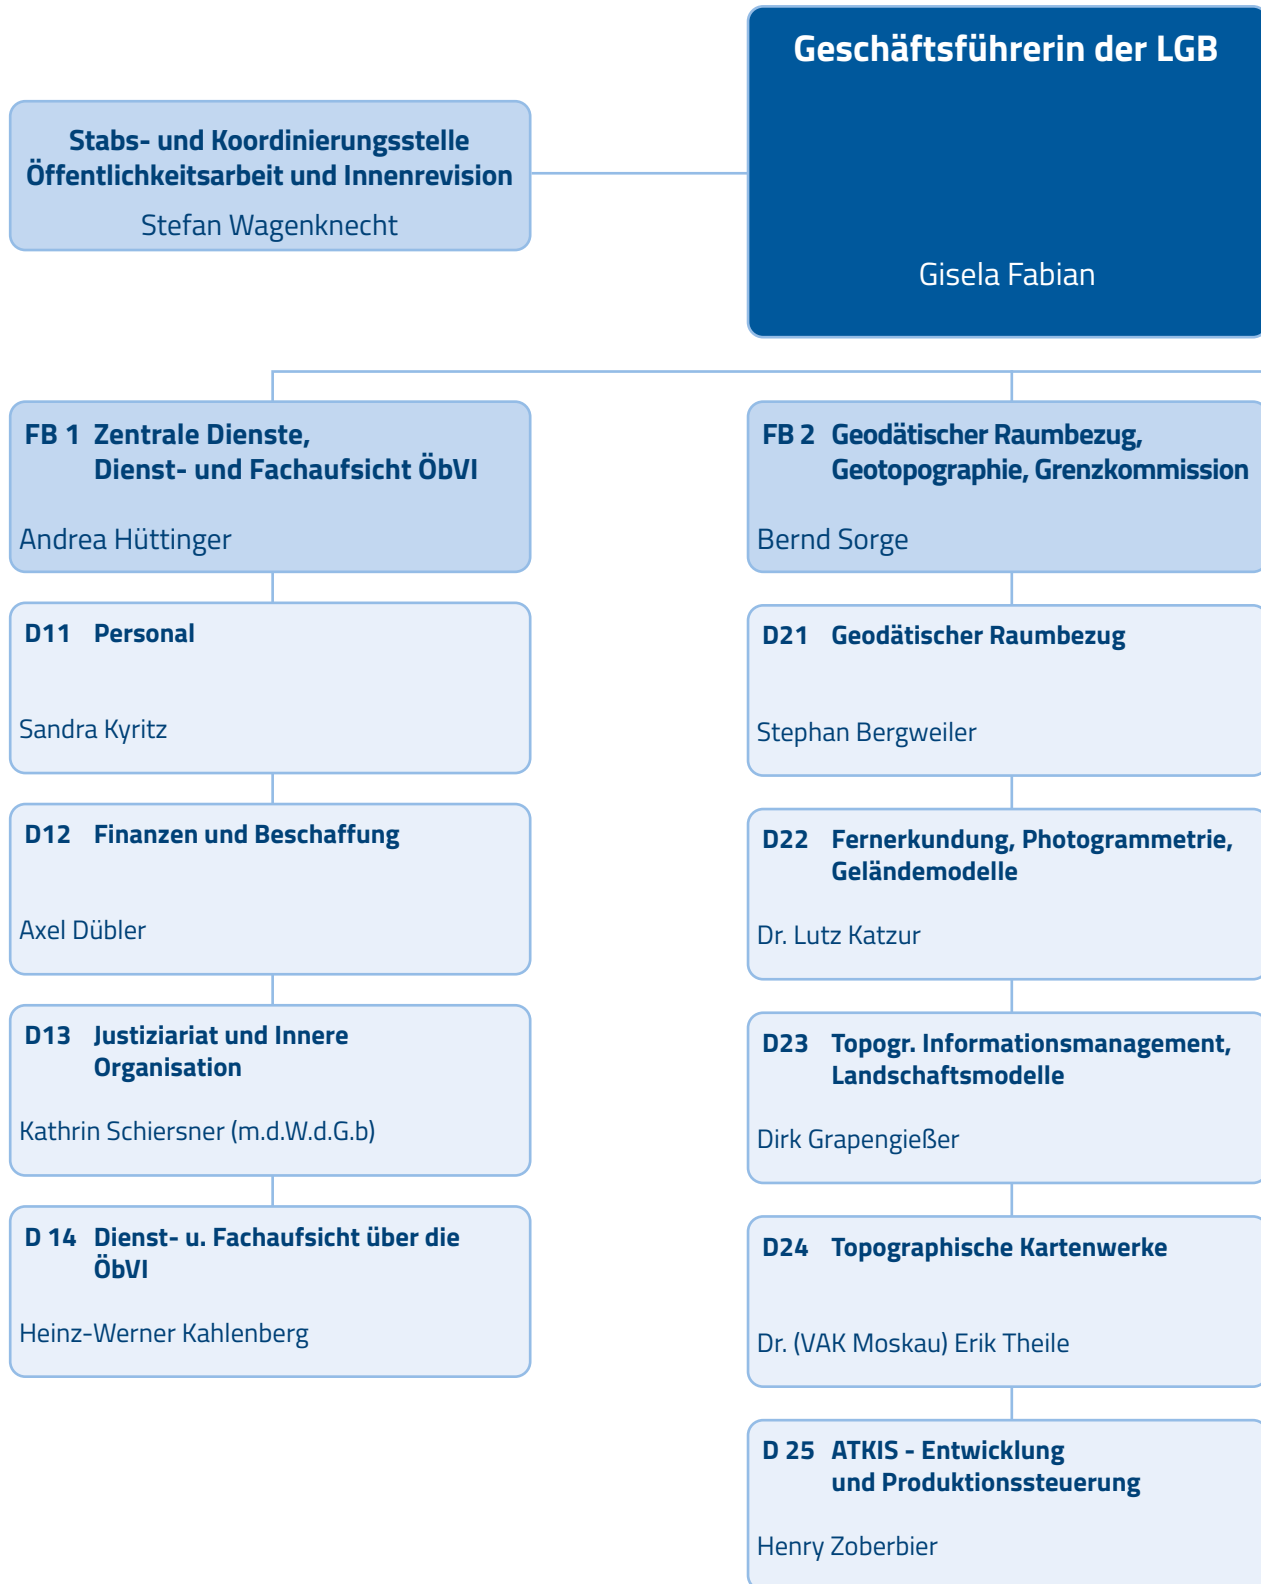 Geschäftsführerin der LGB
Gisela Fabian
Stabs- und Koordinierungsstelle
Öffentlichkeitsarbeit und Innenrevision
Stefan Wagenknecht
FB 1 Zentrale Dienste,
Dienst- und Fachaufsicht ÖbVI
Andrea Hüttinger
D11 Personal
Sandra Kyritz
D12 Finanzen und Beschaffung
Axel Dübler
D13 Justiziariat und Innere
Organisation
Kathrin Schiersner (m.d.W.d.G.b)
D 14 Dienst- u. Fachaufsicht über die
ÖbVI
Heinz-Werner Kahlenberg
FB 2 Geodätischer Raumbezug,
Geotopographie, Grenzkommission
Bernd Sorge
D21 Geodätischer Raumbezug
Stephan Bergweiler
D22 Fernerkundung, Photogrammetrie,
Geländemodelle
Dr. Lutz Katzur
D23 Topogr. Informationsmanagement,
Landschaftsmodelle
Dirk Grapengießer
D24 Topographische Kartenwerke
Dr. (VAK Moskau) Erik Theile
D 25 ATKIS - Entwicklung
und Produktionssteuerung
Henry Zoberbier